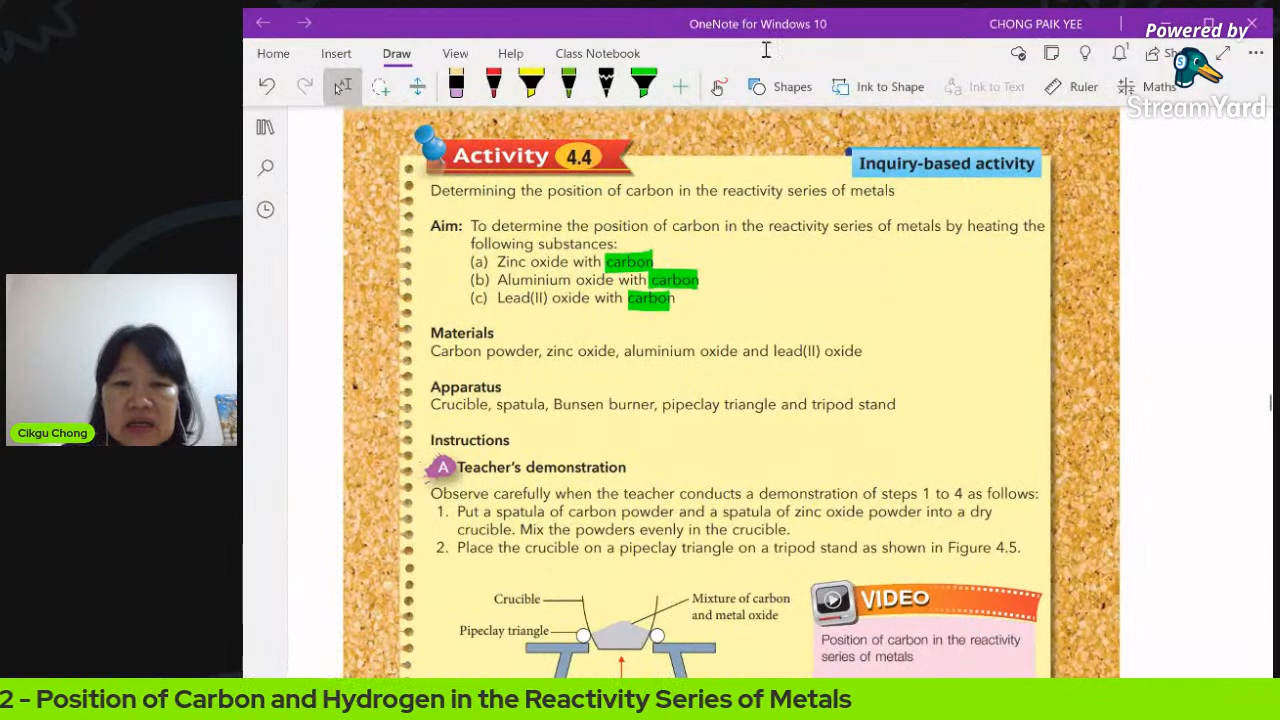 OneNote for Windows 10
CHONG PAIK YEE
Powered by
Home
Insert
Draw
View
Help
Class Notebook
Shapes
Ink to Shape
Ink to Text
Ruler
Maths
StreamYard
Activity 4.4
Inquiry-based activity
Determining the position of carbon in the reactivity series of metals
Aim: To determine the position of carbon in the reactivity series of metals by heating the
following substances:
(a) Zinc oxide with carbon
(b) Aluminium oxide with carbon
(c) Lead(II) oxide with carbon
Materials
Carbon powder, zinc oxide, aluminium oxide and lead(II) oxide
Apparatus
Crucible, spatula, Bunsen burner, pipeclay triangle and tripod stand
Cikgu Chong
Instructions
A Teacher's demonstration
Observe carefully when the teacher conducts a demonstration of steps 1 to 4 as follows:
1. Put a spatula of carbon powder and a spatula of zinc oxide powder into a dry
crucible. Mix the powders evenly in the crucible.
2. Place the crucible on a pipeclay triangle on a tripod stand as shown in Figure 4.5.
Crucible
Mixture of carbon
and metal oxide
Pipeclay triangle
VIDEO
Position of carbon in the reactivity
series of metals
2 - Position of Carbon and Hydrogen in the Reactivity Series of Metals